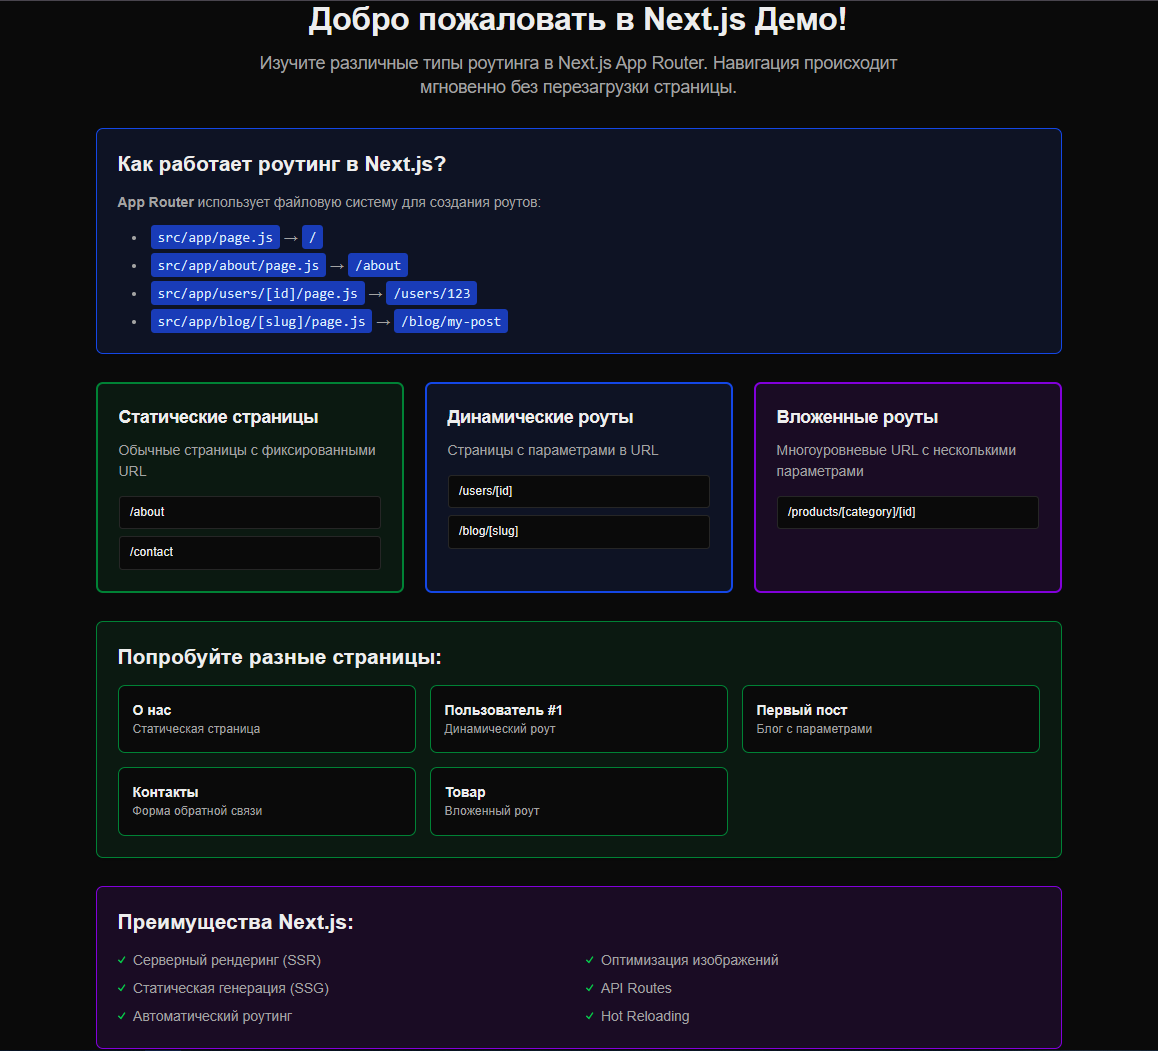 Добро пожаловать в Next.js Демо!
Изучите различные типы роутинга в Next.js App Router. Навигация происходит
мгновенно без перезагрузки страницы.
Как работает роутинг в Next.js?
App Router использует файловую систему для создания роутов:
• src/app/page.js → /
• src/app/about/page.js → /about
• src/app/users/[id]/page.js → /users/123
• src/app/blog/[slug]/page.js → /blog/my-post
Статические страницы
Обычные страницы с фиксированными
URL
/about
/contact
Динамические роуты
Страницы с параметрами в URL
/users/[id]
/blog/[slug]
Вложенные роуты
Многоуровневые URL с несколькими
параметрами
/products/[category]/[id]
Попробуйте разные страницы:
О нас
Статическая страница
Пользователь #1
Динамический роут
Первый пост
Блог с параметрами
Контакты
Форма обратной связи
Товар
Вложенный роут
Преимущества Next.js:
✓ Серверный рендеринг (SSR)
✓ Статическая генерация (SSG)
✓ Автоматический роутинг
✓ Оптимизация изображений
✓ API Routes
✓ Hot Reloading